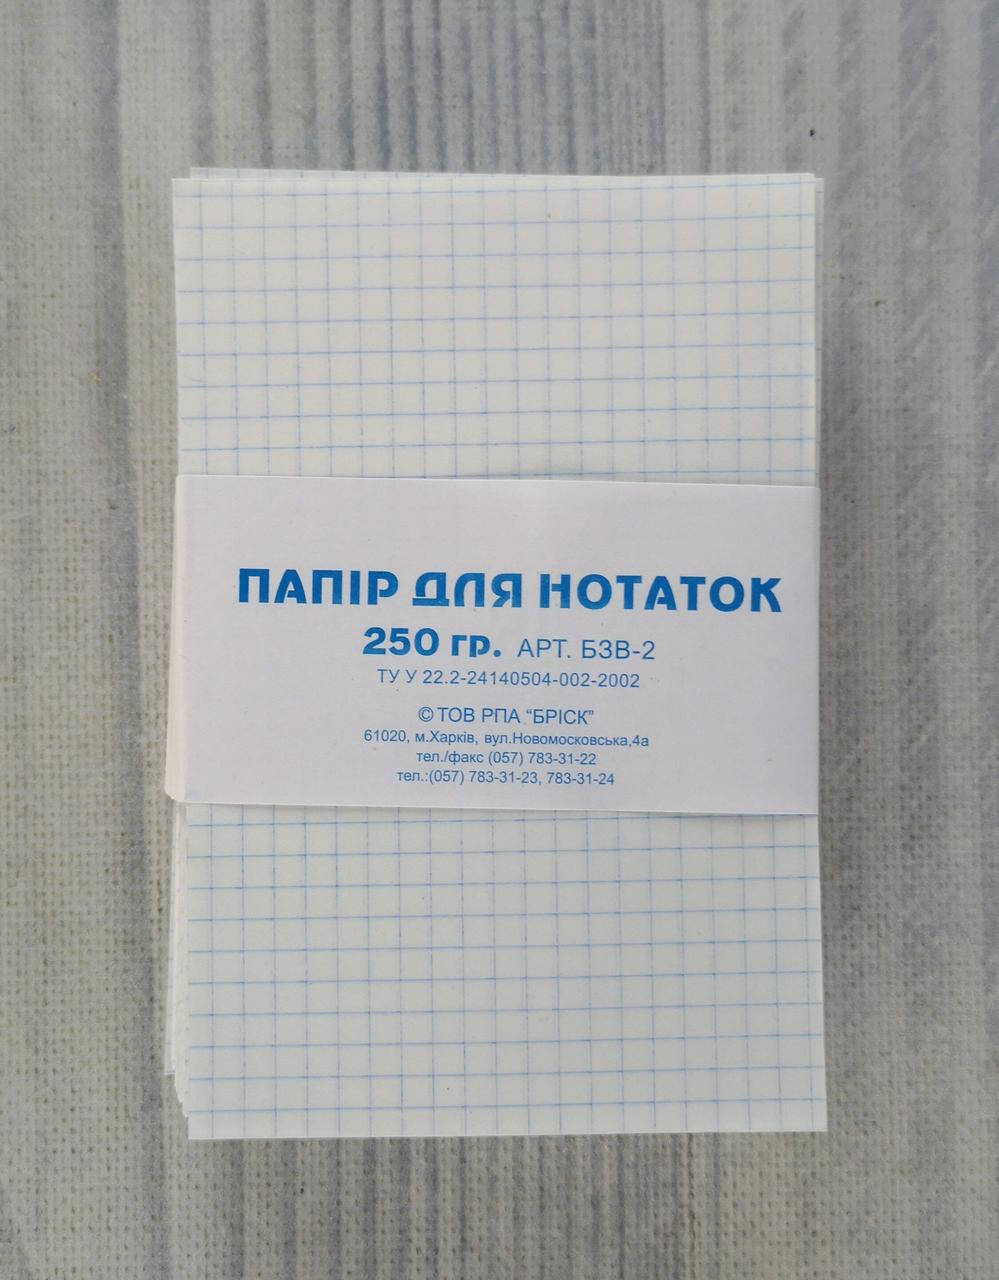 ПАПІР ДЛЯ НОТАТОК
250 гр. АРТ. БЗВ-2
ТУ У 22.2-24140504-002-2002
© ТОВ РПА “БРІСК”
61020, м.Харків, вул.Новомосковська,4а
тел./факс (057) 783-31-22
тел.:(057) 783-31-23, 783-31-24